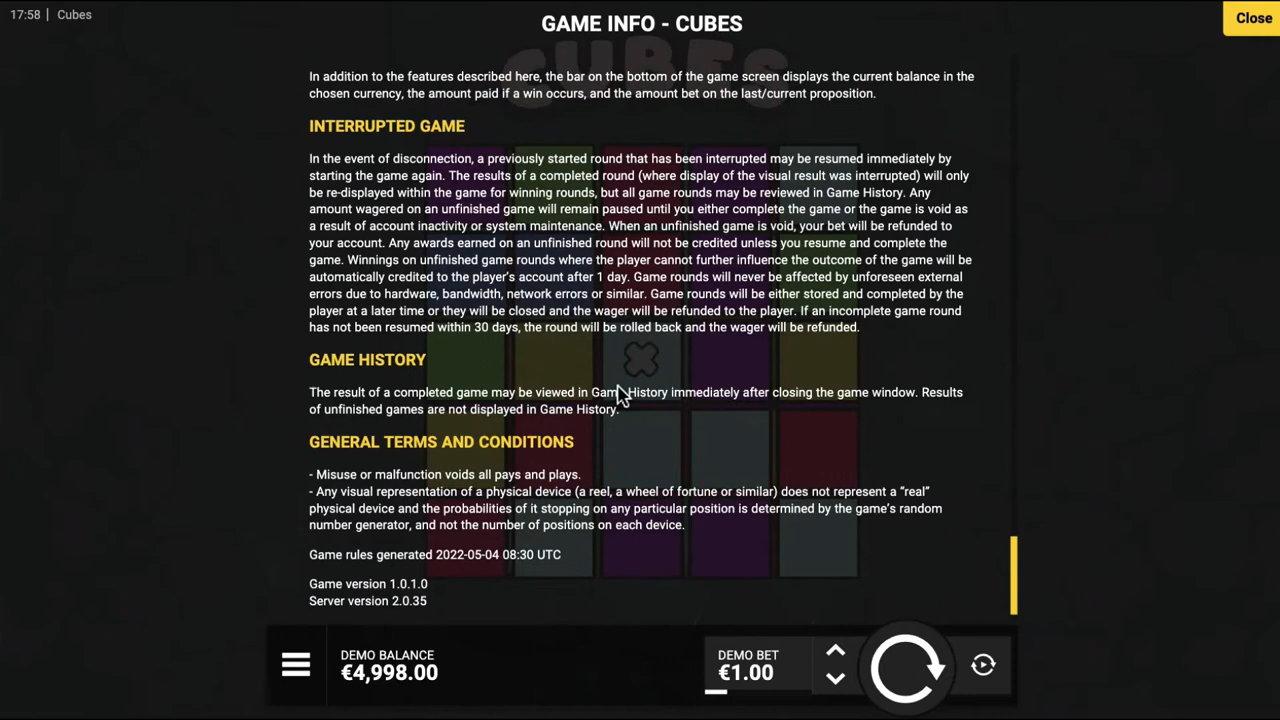 17:58 | Cubes
GAME INFO - CUBES
Close
CUBES
In addition to the features described here, the bar on the bottom of the game screen displays the current balance in the
chosen currency, the amount paid if a win occurs, and the amount bet on the last/current proposition.
INTERRUPTED GAME
In the event of disconnection, a previously started round that has been interrupted may be resumed immediately by
starting the game again. The results of a completed round (where display of the visual result was interrupted) will only
be re-displayed within the game for winning rounds, but all game rounds may be reviewed in Game History. Any
amount wagered on an unfinished game will remain paused until you either complete the game or the game is void as
a result of account inactivity or system maintenance. When an unfinished game is void, your bet will be refunded to
your account. Any awards earned on an unfinished round will not be credited unless you resume and complete the
game. Winnings on unfinished game rounds where the player cannot further influence the outcome of the game will be
automatically credited to the player's account after 1 day. Game rounds will never be affected by unforeseen external
errors due to hardware, bandwidth, network errors or similar. Game rounds will be either stored and completed by the
player at a later time or they will be closed and the wager will be refunded to the player. If an incomplete game round
has not been resumed within 30 days, the round will be rolled back and the wager will be refunded.
GAME HISTORY
The result of a completed game may be viewed in Game History immediately after closing the game window. Results
of unfinished games are not displayed in Game History.
GENERAL TERMS AND CONDITIONS
- Misuse or malfunction voids all pays and plays.
- Any visual representation of a physical device (a reel, a wheel of fortune or similar) does not represent a “real”
physical device and the probabilities of it stopping on any particular position is determined by the game's random
number generator, and not the number of positions on each device.
Game rules generated 2022-05-04 08:30 UTC
Game version 1.0.1.0
Server version 2.0.35
DEMO BALANCE
€4,998.00
DEMO BET
€1.00